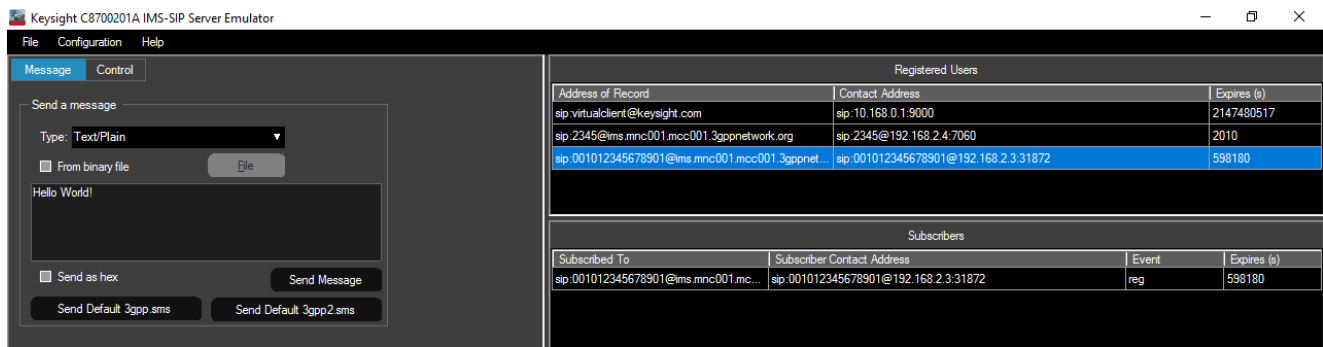 Keysight C8700201A IMS-SIP Server Emulator
File Configuration Help
Message Control
Send a message
Type: Text/Plain
From binary file File
Hello World!
Send as hex Send Message
Send Default 3gpp.sms Send Default 3gpp2.sms
Registered Users
Address of Record Contact Address Expires (s)
sip:virtualclient@keysight.com sip:10.168.0.1:9000 2147480517
sip:2345@ims.mnc001.mcc001.3gppnetwork.org sip:2345@192.168.2.4:7060 2010
sip:001012345678901@ims.mnc001.mcc001.3gppnet... sip:001012345678901@192.168.2.3:31872 598180
Subscribers
Subscribed To Subscriber Contact Address Event Expires (s)
sip:001012345678901@ims.mnc001.mc... sip:001012345678901@192.168.2.3:31872 reg 598180